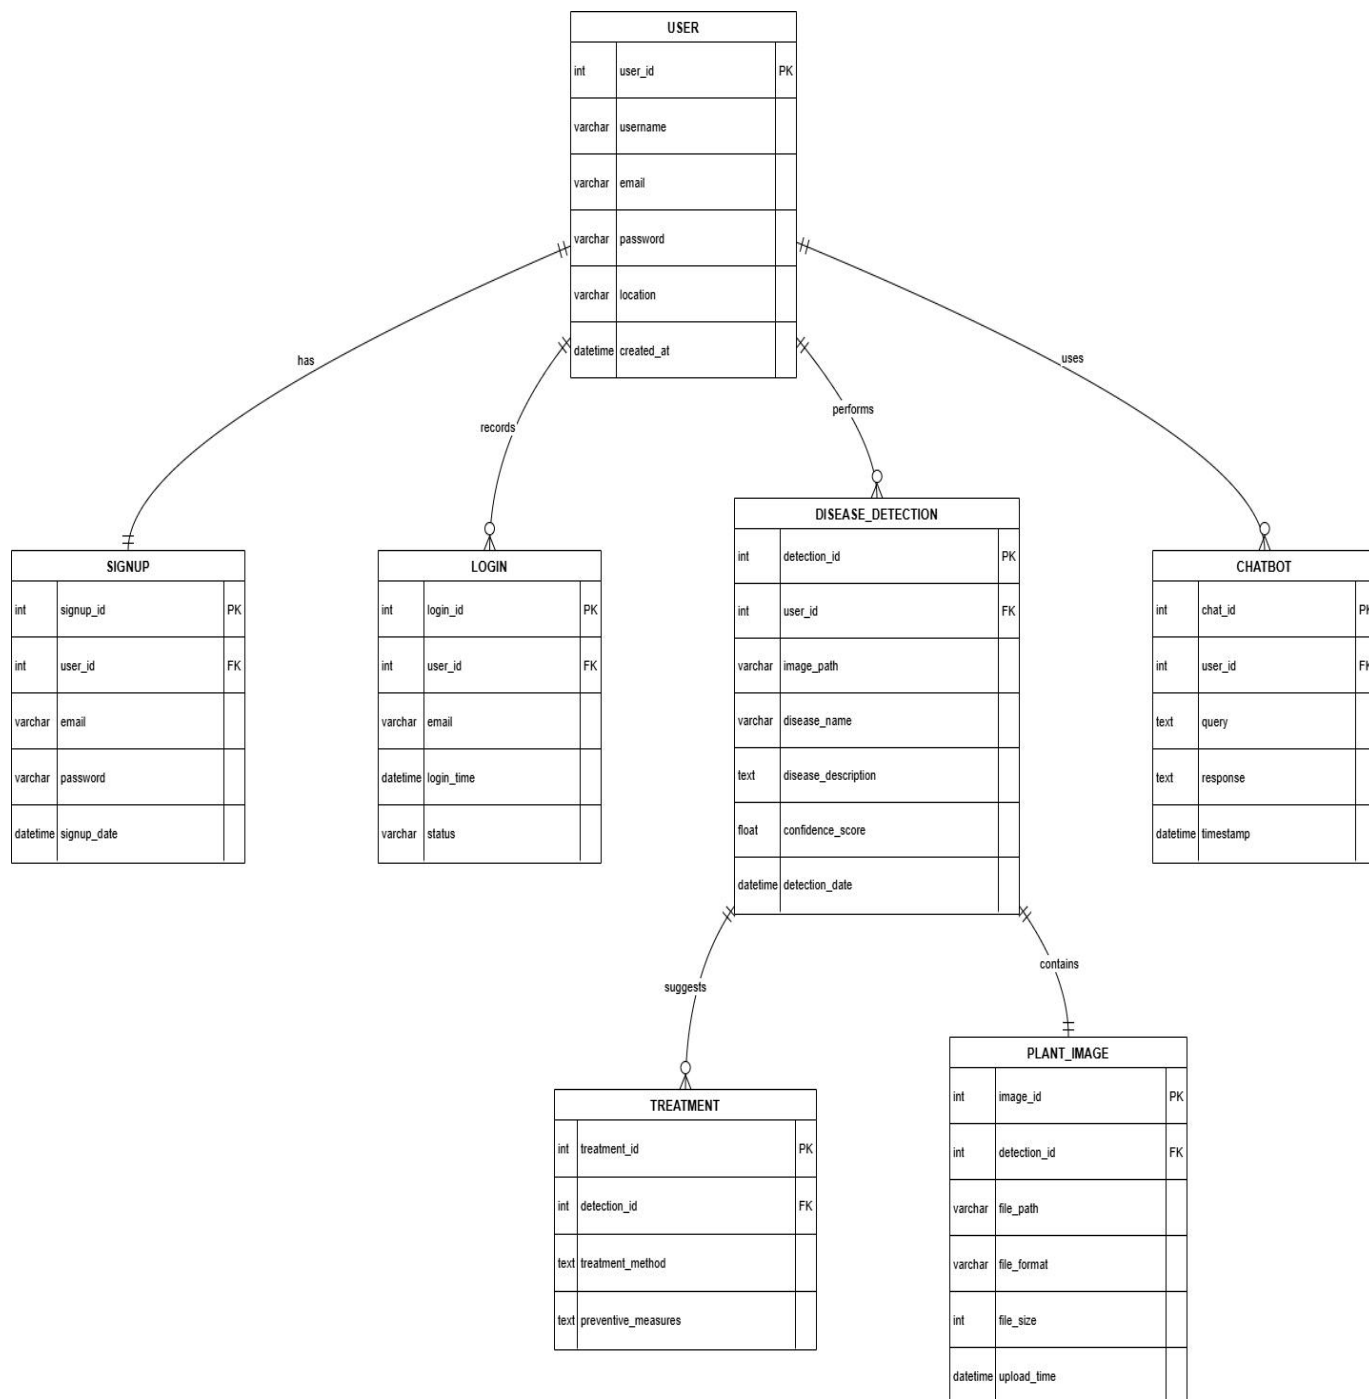 USER
int user_id PK
varchar username
varchar email
varchar password
varchar location
datetime created_at
has
uses
records
performs
SIGNUP
int signup_id PK
int user_id FK
varchar email
varchar password
datetime signup_date
LOGIN
int login_id PK
int user_id FK
varchar email
datetime login_time
varchar status
DISEASE_DETECTION
int detection_id PK
int user_id FK
varchar image_path
varchar disease_name
text disease_description
float confidence_score
datetime detection_date
CHATBOT
int chat_id PK
int user_id FK
text query
text response
datetime timestamp
suggests
contains
TREATMENT
int treatment_id PK
int detection_id FK
text treatment_method
text preventive_measures
PLANT_IMAGE
int image_id PK
int detection_id FK
varchar file_path
varchar file_format
int file_size
datetime upload_time